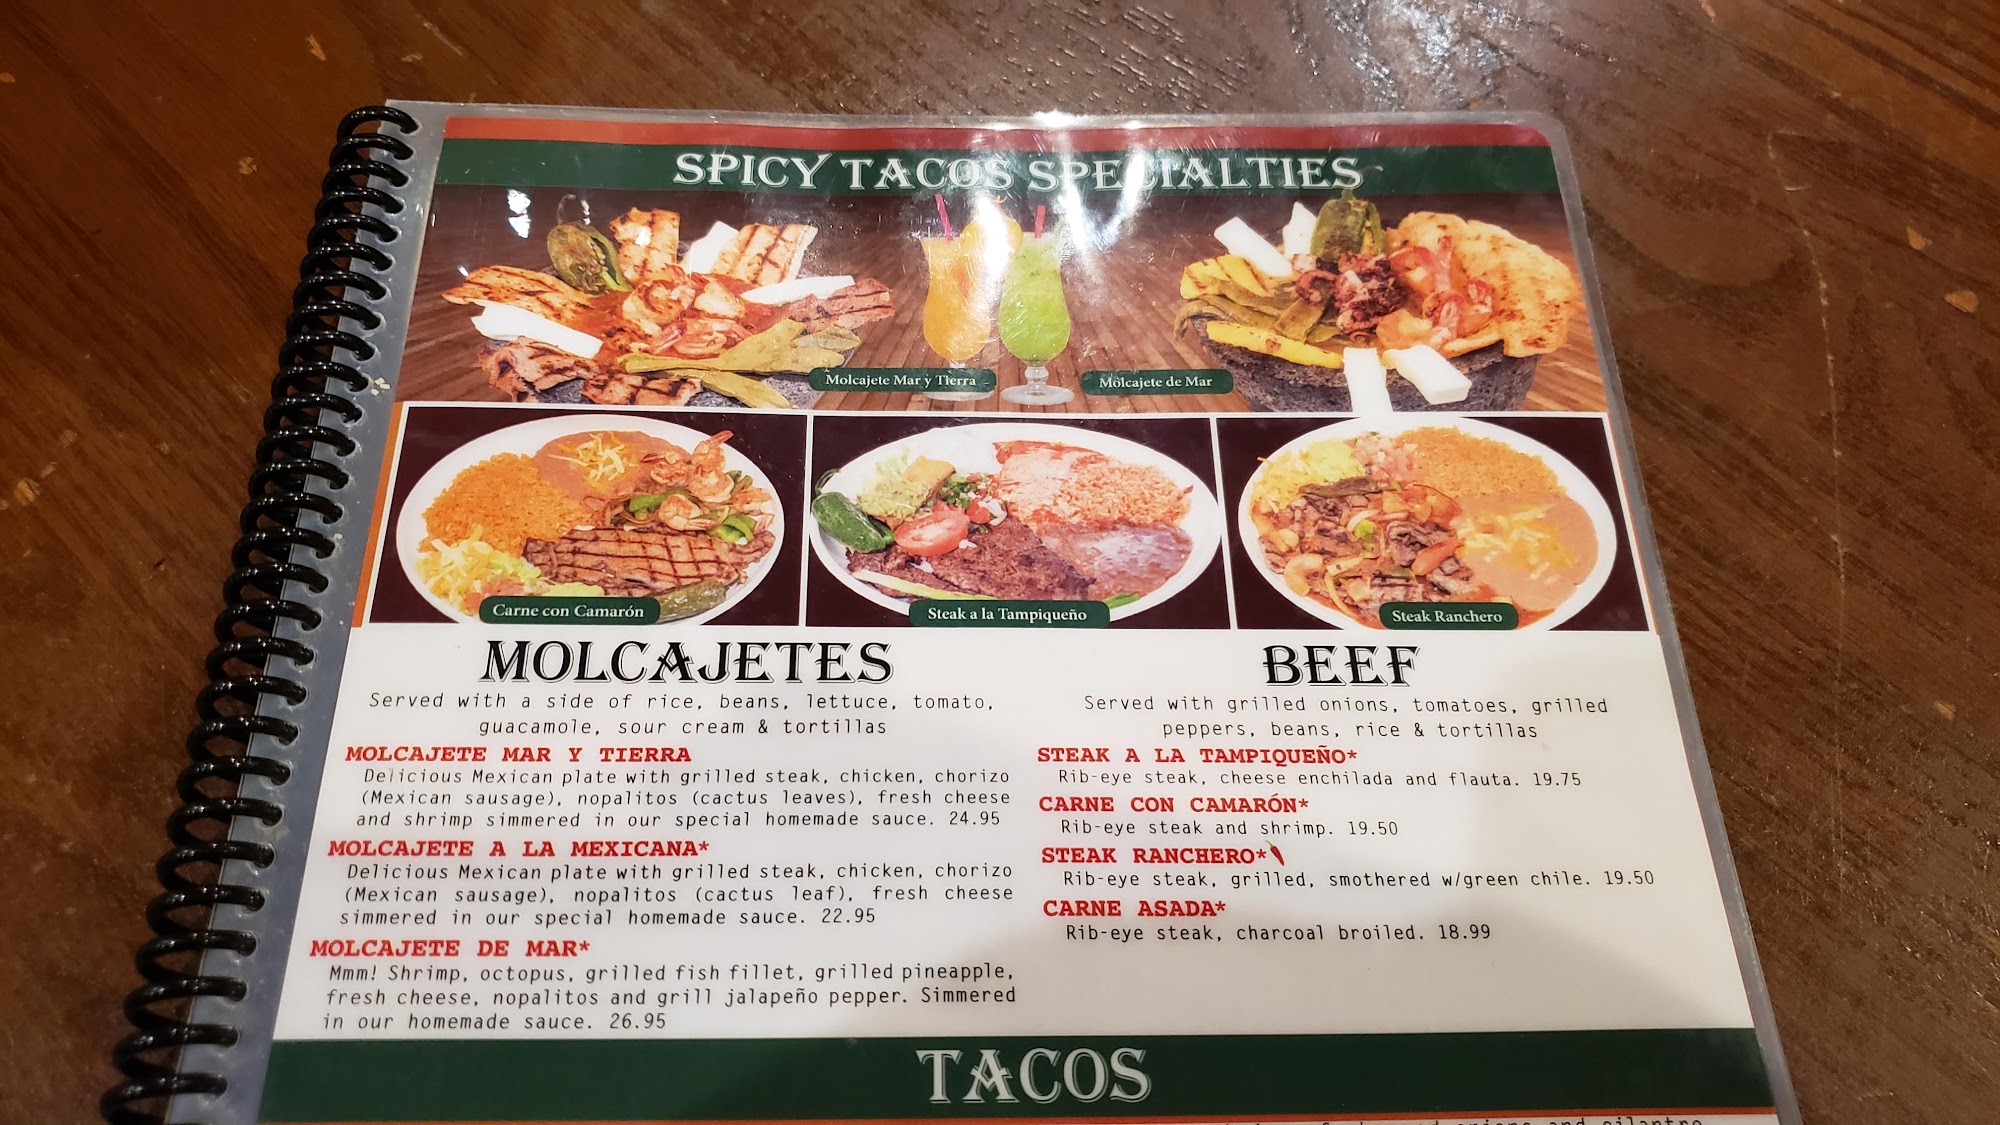 SPICY TACOS SPECIALTIES
Molcajete Mar y Tierra
Molcajete de Mar
Carne con Camarón
Steak a la Tampiqueño
Steak Ranchero
MOLCAJETES
Served with a side of rice, beans, lettuce, tomato,
guacamole, sour cream & tortillas
MOLCAJETE MAR Y TIERRA
Delicious Mexican plate with grilled steak, chicken, chorizo
(Mexican sausage), nopalitos (cactus leaves), fresh cheese
and shrimp simmered in our special homemade sauce. 24.95
MOLCAJETE A LA MEXICANA*
Delicious Mexican plate with grilled steak, chicken, chorizo
(Mexican sausage), nopalitos (cactus leaf), fresh cheese
simmered in our special homemade sauce. 22.95
MOLCAJETE DE MAR*
Mmm! Shrimp, octopus, grilled fish fillet, grilled pineapple,
fresh cheese, nopalitos and grill jalapeño pepper. Simmered
in our homemade sauce. 26.95
BEEF
Served with grilled onions, tomatoes, grilled
peppers, beans, rice & tortillas
STEAK A LA TAMPIQUEÑO*
Rib-eye steak, cheese enchilada and flauta. 19.75
CARNE CON CAMARÓN*
Rib-eye steak and shrimp. 19.50
STEAK RANCHERO*
Rib-eye steak, grilled, smothered w/green chile. 19.50
CARNE ASADA*
Rib-eye steak, charcoal broiled. 18.99
TACOS
onions and cilantro